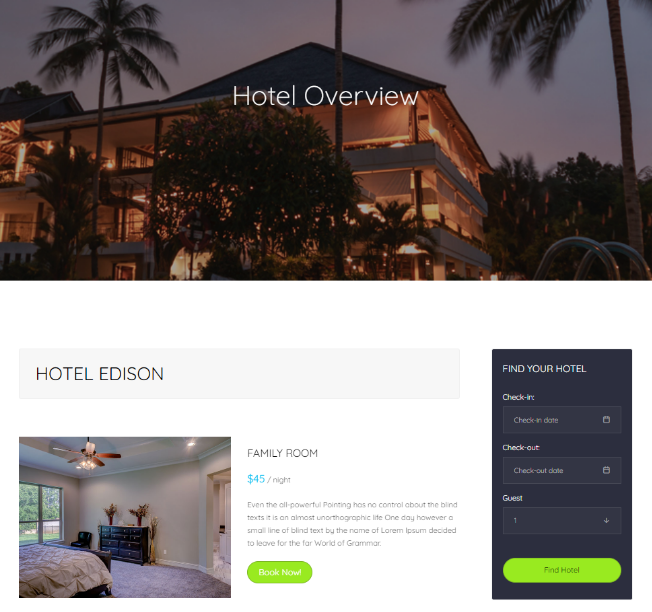 Hotel Overview
HOTEL EDISON
FAMILY ROOM
$45 / night
Even the all-powerful Pointing has no control about the blind
texts it is an almost unorthographic life One day however a
small line of blind text by the name of Lorem Ipsum decided
to leave for the far World of Grammar.
Book Now!
FIND YOUR HOTEL
Check-in:
Check-in date
Check-out:
Check-out date
Guest
1
Find Hotel